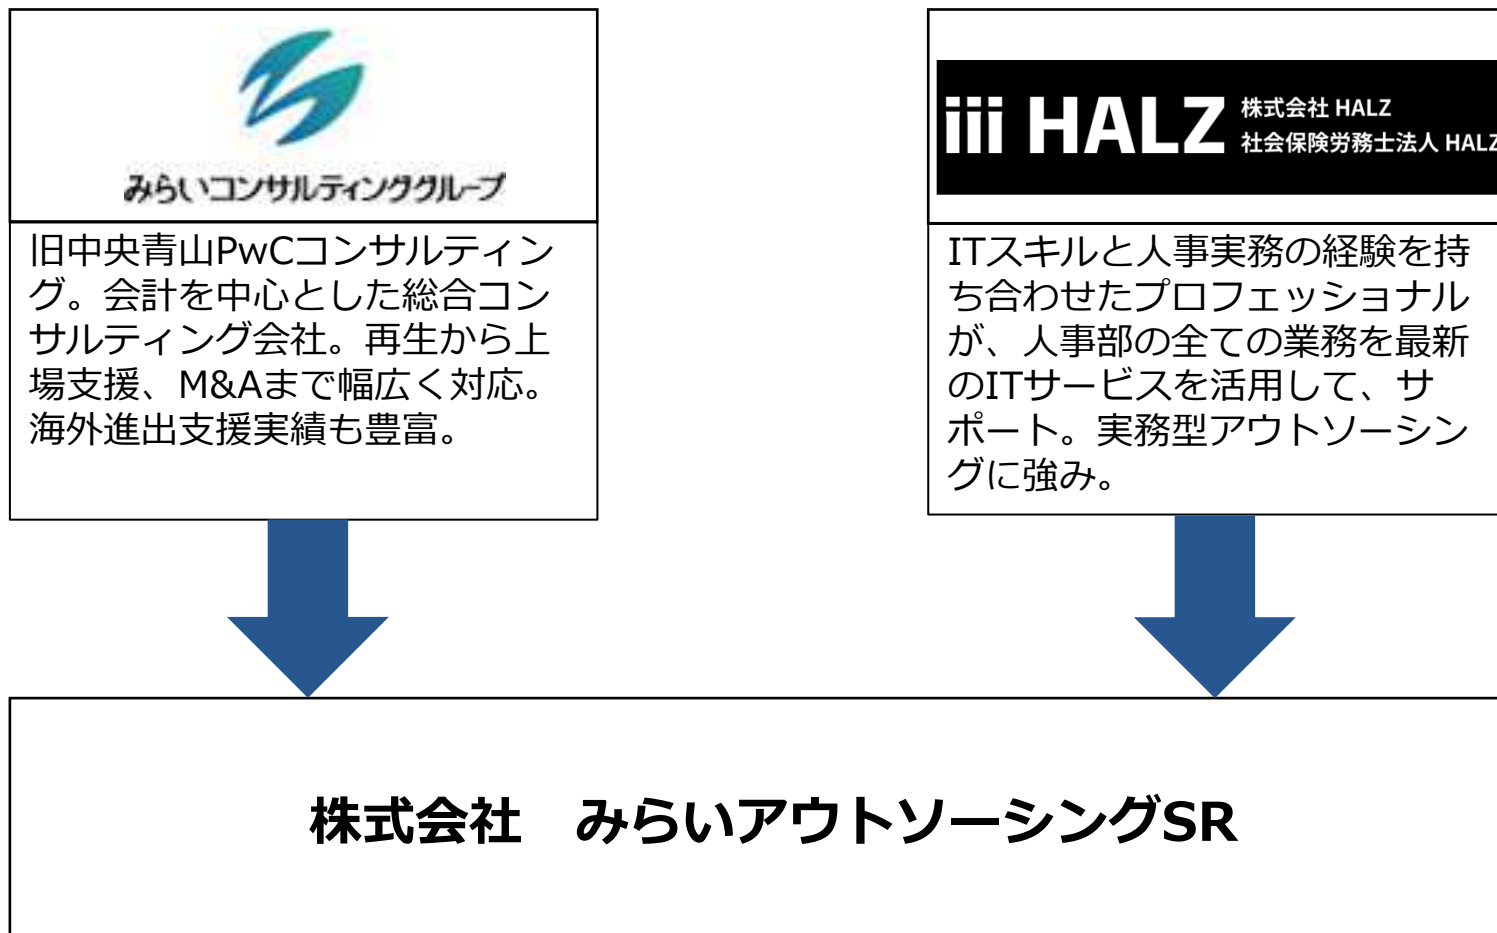 みらいコンサルティンググループ
旧中央青山PwCコンサルティン
グ。会計を中心とした総合コン
サルティング会社。再生から上
場支援、M&Aまで幅広く対応。
海外進出支援実績も豊富。
iii HALZ
株式会社 HALZ
社会保険労務士法人 HALZ
ITスキルと人事実務の経験を持
ち合わせたプロフェッショナル
が、人事部の全ての業務を最新
のITサービスを活用して、サ
ポート。実務型アウトソーシン
グに強み。
株式会社　みらいアウトソーシングSR